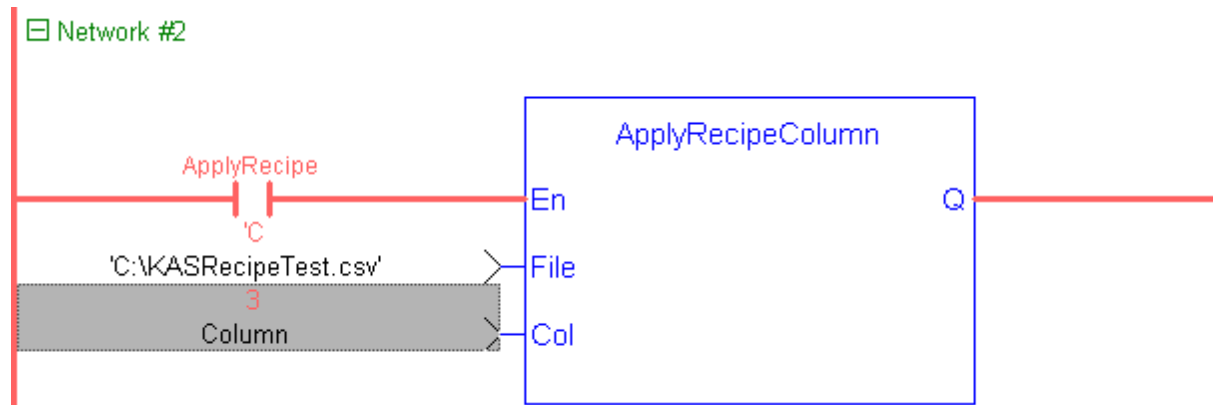 Network #2
ApplyRecipeColumn
ApplyRecipe
En
Q
'C
'C:\KASRecipeTest.csv'
File
3
Column
Col